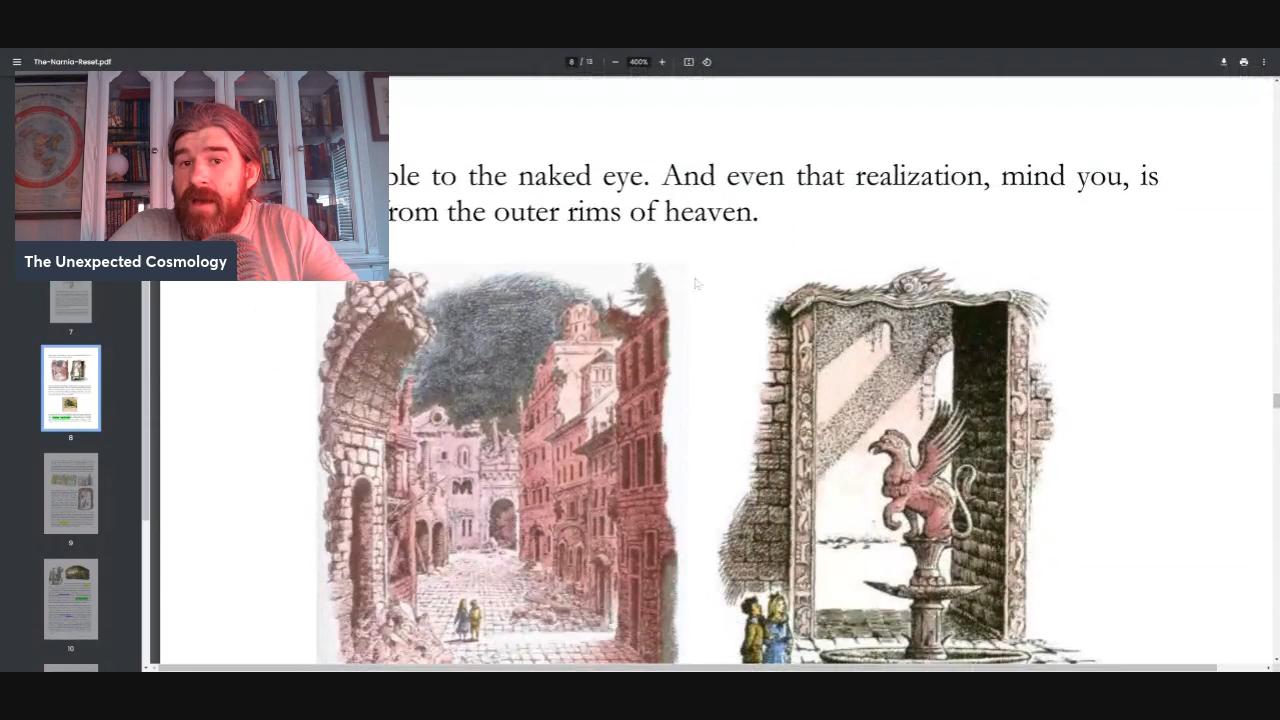 The-Narnia-Reset.pdf
8 / 13
400%
ple to the naked eye. And even that realization, mind you, is
rom the outer rims of heaven.
The Unexpected Cosmology
7
8
9
10